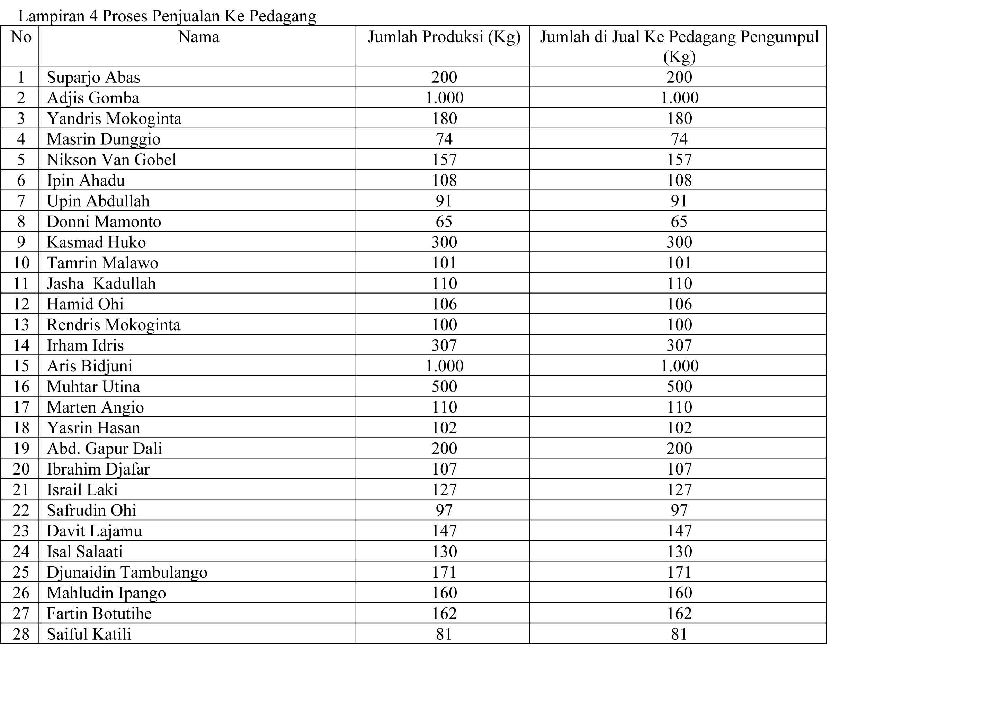 Lampiran 4 Proses Penjualan Ke Pedagang
No Nama Jumlah Produksi (Kg) Jumlah di Jual Ke Pedagang Pengumpul
(Kg)
1 Suparjo Abas 200 200
2 Adjis Gomba 1.000 1.000
3 Yandris Mokoginta 180 180
4 Masrin Dunggio 74 74
5 Nikson Van Gobel 157 157
6 Ipin Ahadu 108 108
7 Upin Abdullah 91 91
8 Donni Mamonto 65 65
9 Kasmad Huko 300 300
10 Tamrin Malawo 101 101
11 Jasha  Kadullah 110 110
12 Hamid Ohi 106 106
13 Rendris Mokoginta 100 100
14 Irham Idris 307 307
15 Aris Bidjuni 1.000 1.000
16 Muhtar Utina 500 500
17 Marten Angio 110 110
18 Yasrin Hasan 102 102
19 Abd. Gapur Dali 200 200
20 Ibrahim Djafar 107 107
21 Israil Laki 127 127
22 Safrudin Ohi 97 97
23 Davit Lajamu 147 147
24 Isal Salaati 130 130
25 Djunaidin Tambulango 171 171
26 Mahludin Ipango 160 160
27 Fartin Botutihe 162 162
28 Saiful Katili 81 81